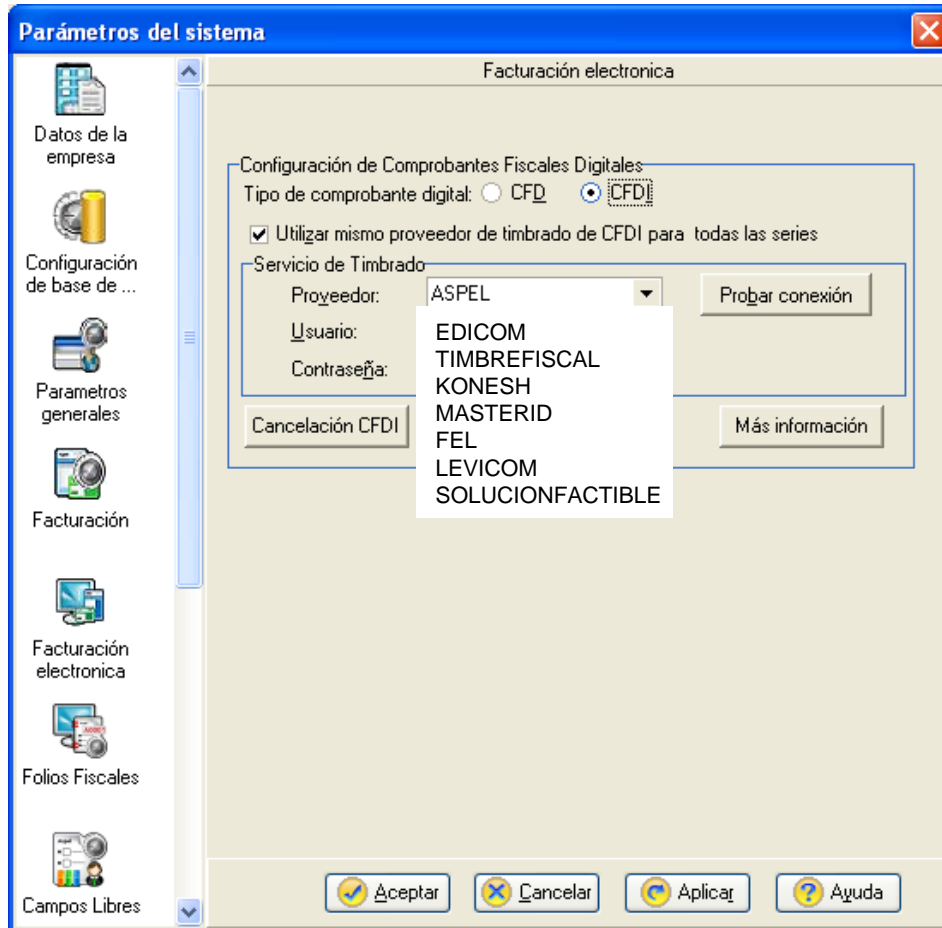 Parámetros del sistema
Datos de la
empresa
Configuración
de base de ...
Parametros
generales
Facturación
Facturación
electronica
Folios Fiscales
Campos Libres
Facturación electronica
Configuración de Comprobantes Fiscales Digitales
Tipo de comprobante digital: CFD CFDI
Utilizar mismo proveedor de timbrado de CFDI para todas las series
Servicio de Timbrado
Proveedor: ASPEL Probar conexión
Usuario:
Contraseña:
EDICOM
TIMBREFISCAL
KONESH
MASTERID
FEL
LEVICOM
SOLUCIONFACTIBLE
Cancelación CFDI Más información
Aceptar Cancelar Aplicar Ayuda